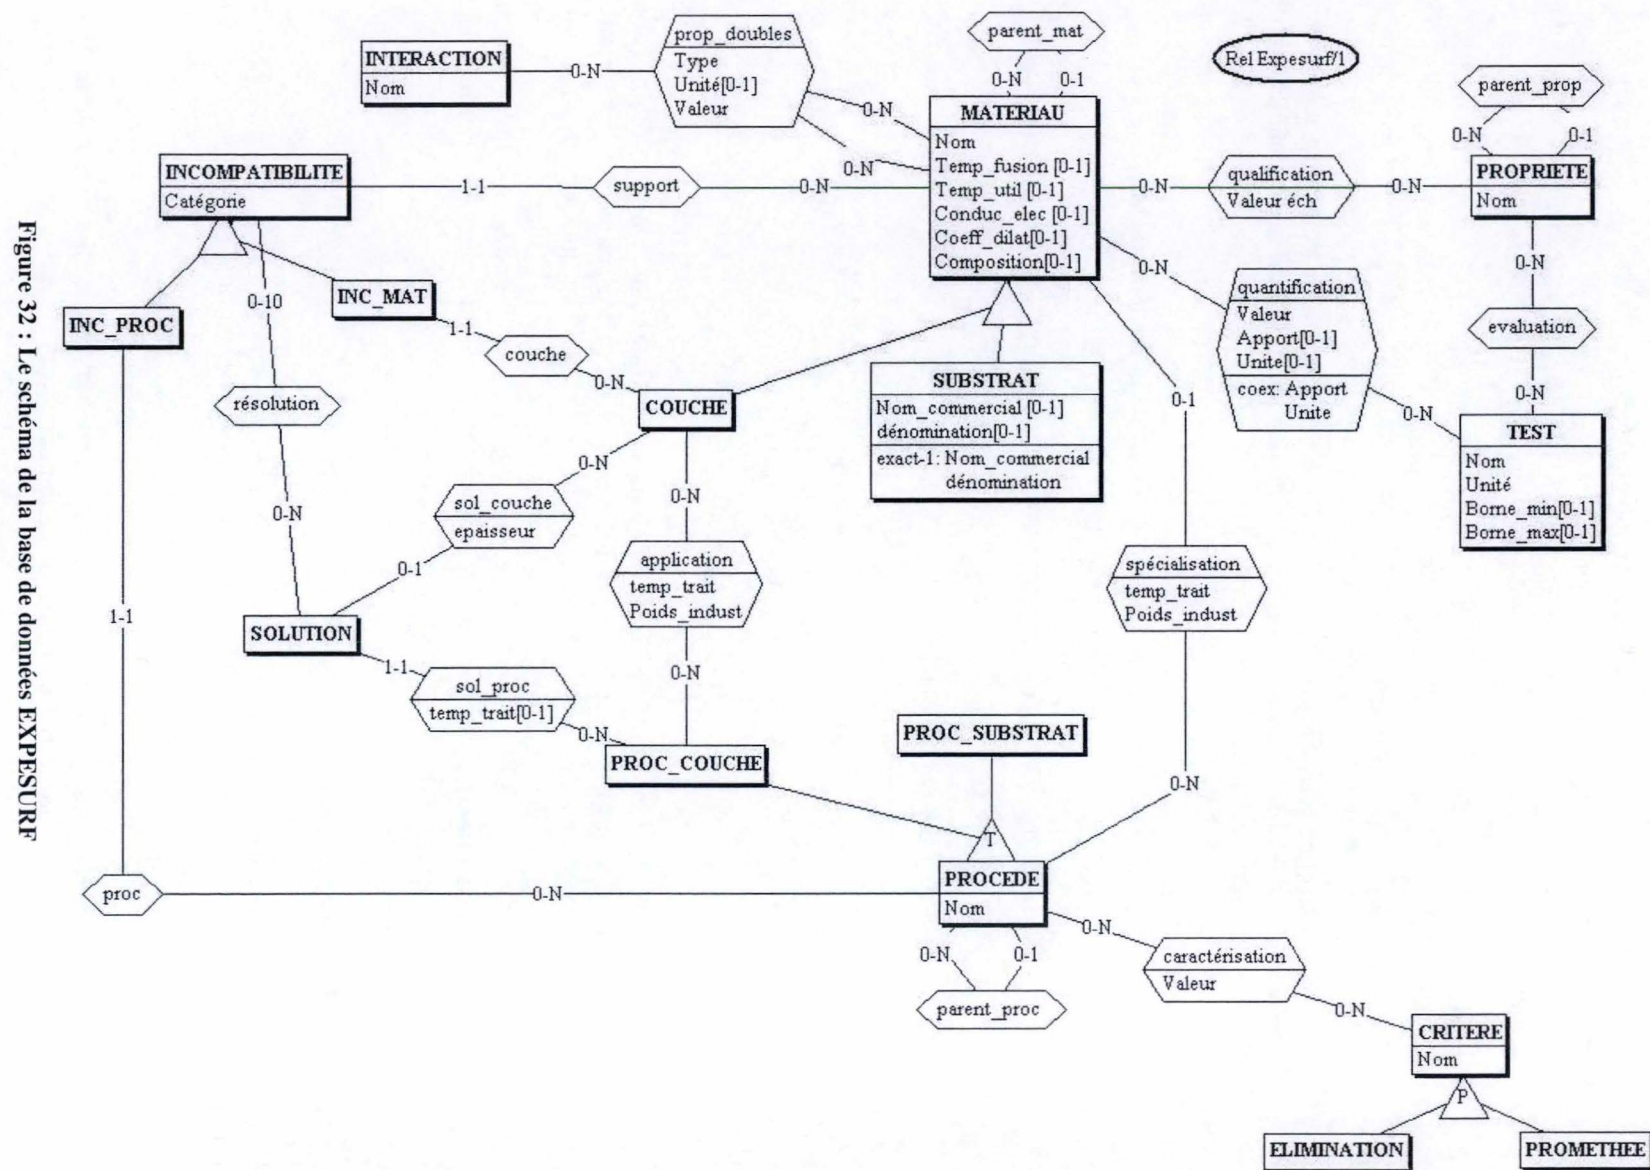 INTERACTION
Nom
0-N
prop_doubles
Type
Unité[0-1]
Valeur
0-N
0-N
parent_mat
0-N
0-1
Rel Expesurf/1
parent_prop
0-N
0-1
MATERIAU
Nom
Temp_fusion [0-1]
Temp_util [0-1]
Conduc_elec [0-1]
Coeff_dilat[0-1]
Composition[0-1]
INCOMPATIBILITE
Catégorie
1-1
support
0-N
0-N
qualification
Valeur éch
0-N
PROPRIETE
Nom
0-N
evaluation
0-N
0-N
quantification
Valeur
Apport[0-1]
Unite[0-1]
coex: Apport
Unite
0-N
TEST
Nom
Unité
Borne_min[0-1]
Borne_max[0-1]
INC_PROC
0-10
INC_MAT
1-1
couche
0-N
COUCHE
SUBSTRAT
Nom_commercial [0-1]
dénomination[0-1]
exact-1: Nom_commercial
dénomination
0-1
résolution
0-N
0-N
sol_couche
epaisseur
0-1
0-N
application
temp_trait
Poids_indust
0-N
spécialisation
temp_trait
Poids_indust
0-N
1-1
SOLUTION
1-1
sol_proc
temp_trait[0-1]
0-N
PROC_COUCHE
PROC_SUBSTRAT
T
proc
0-N
PROCEDE
Nom
0-N
0-1
parent_proc
0-N
caractérisation
Valeur
0-N
CRITERE
Nom
P
ELIMINATION
PROMETHEE
Figure 32 : Le schéma de la base de données EXPESURF